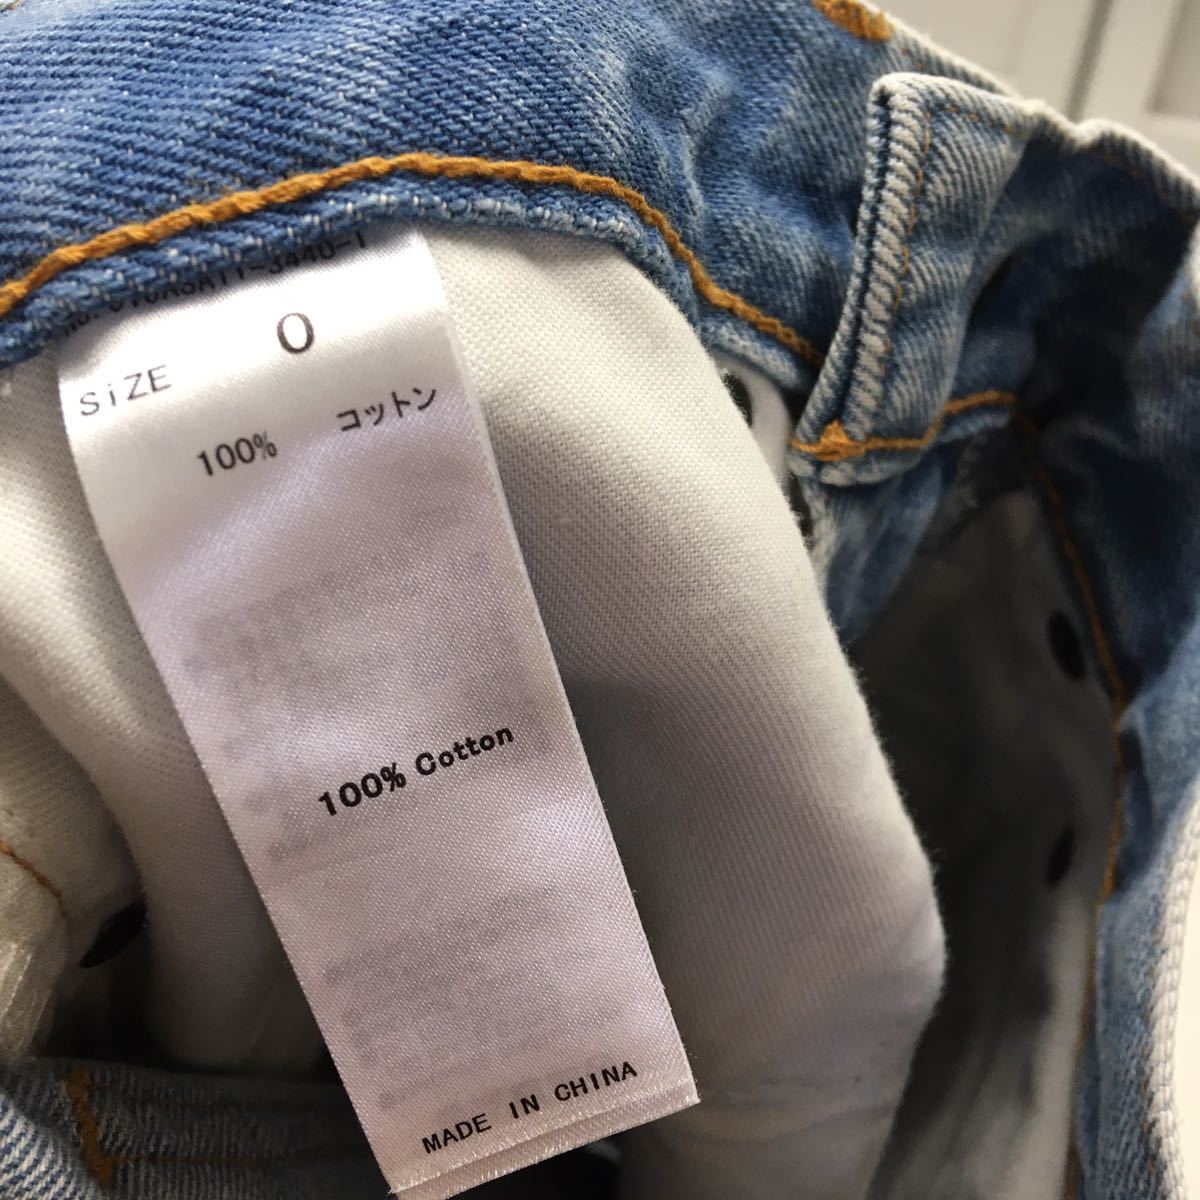 SiZE 0
100% コットン
100% Cotton
MADE IN CHINA